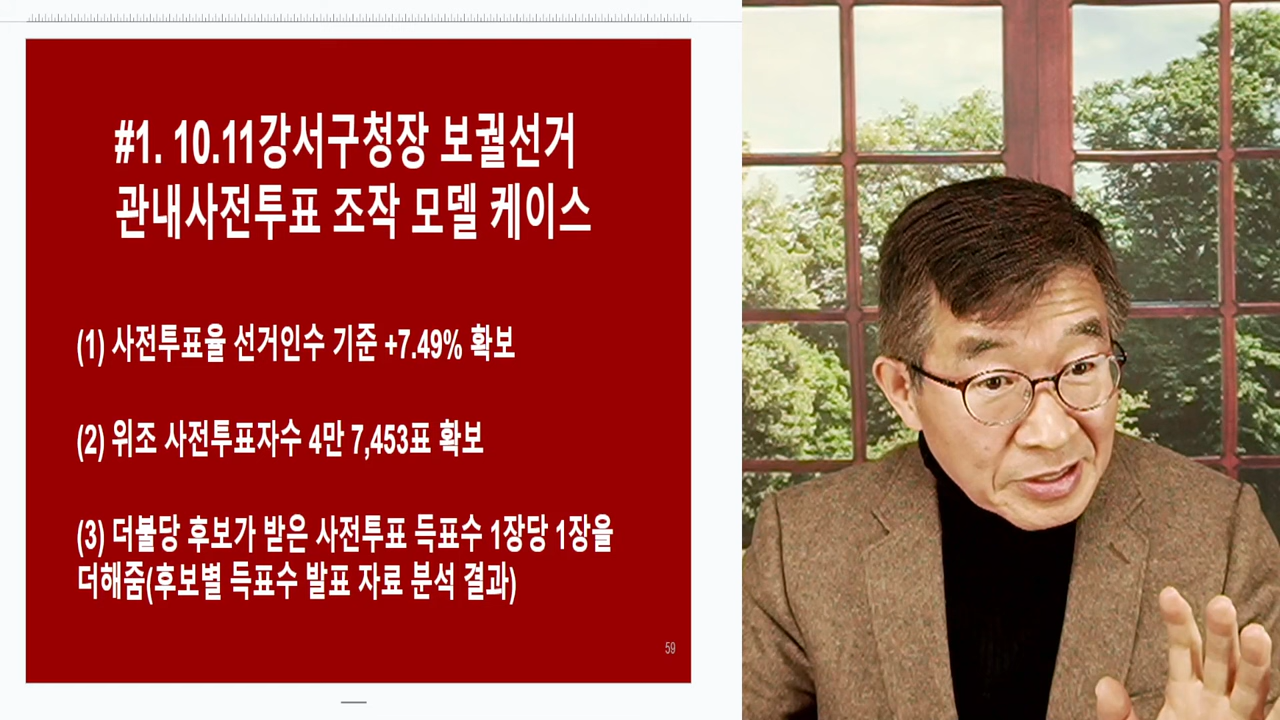 #1. 10.11강서구청장 보궐선거
관내사전투표 조작 모델 케이스
(1) 사전투표율 선거인수 기준 +7.49% 확보
(2) 위조 사전투표자수 4만 7,453표 확보
(3) 더불당 후보가 받은 사전투표 득표수 1장당 1장을
더해줌(후보별 득표수 발표 자료 분석 결과)
59